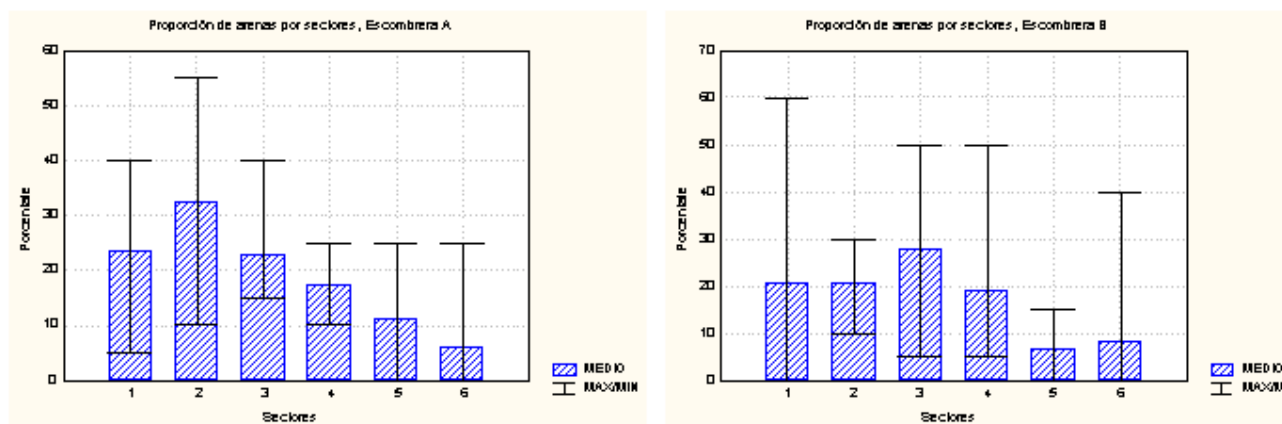 Proporción de arenas por sectores, Escombrera A
60
50
40
30
20
10
0
Porcentaje
1 2 3 4 5 6
Sectores
MEDIO
MAX/MIN
Proporción de arenas por sectores, Escombrera B
70
60
50
40
30
20
10
0
Porcentaje
1 2 3 4 5 6
Sectores
MEDIO
MAX/M